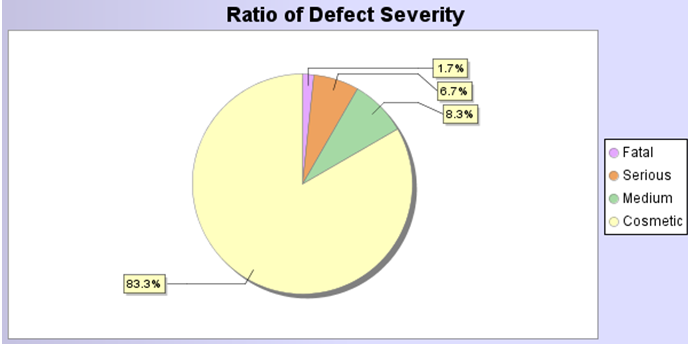 Ratio of Defect Severity
1.7%
6.7%
8.3%
83.3%
Fatal
Serious
Medium
Cosmetic